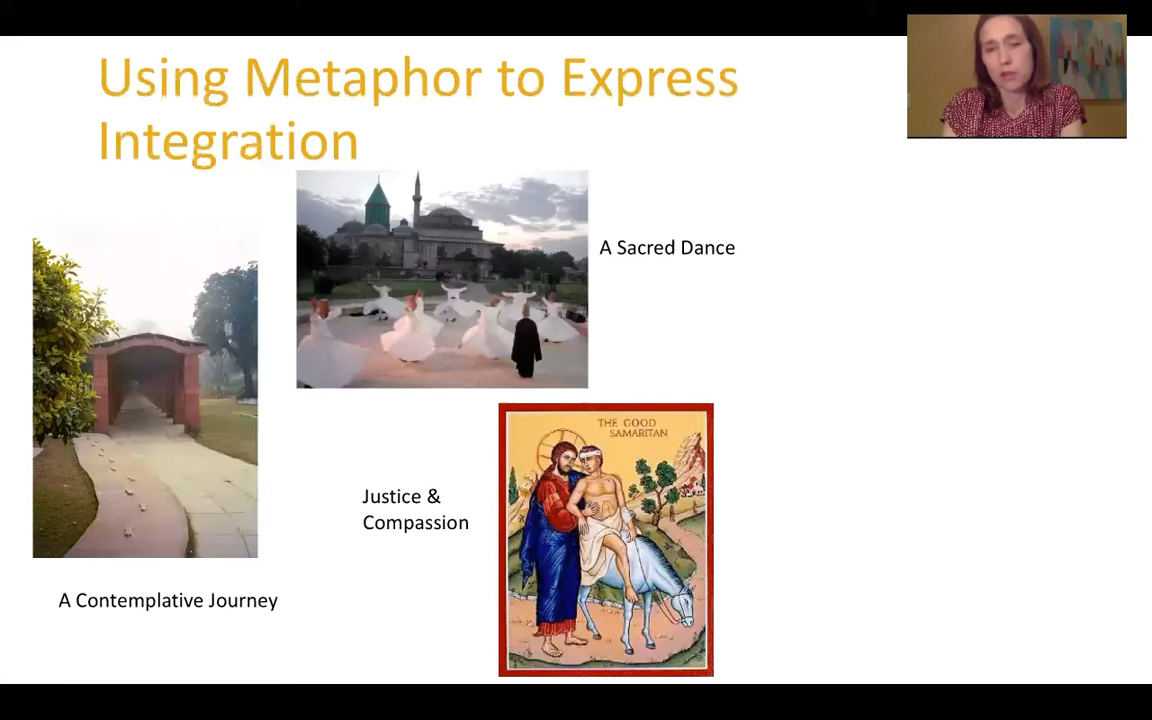 Using Metaphor to Express
Integration
A Sacred Dance
THE GOOD
SAMARITAN
Justice &
Compassion
A Contemplative Journey